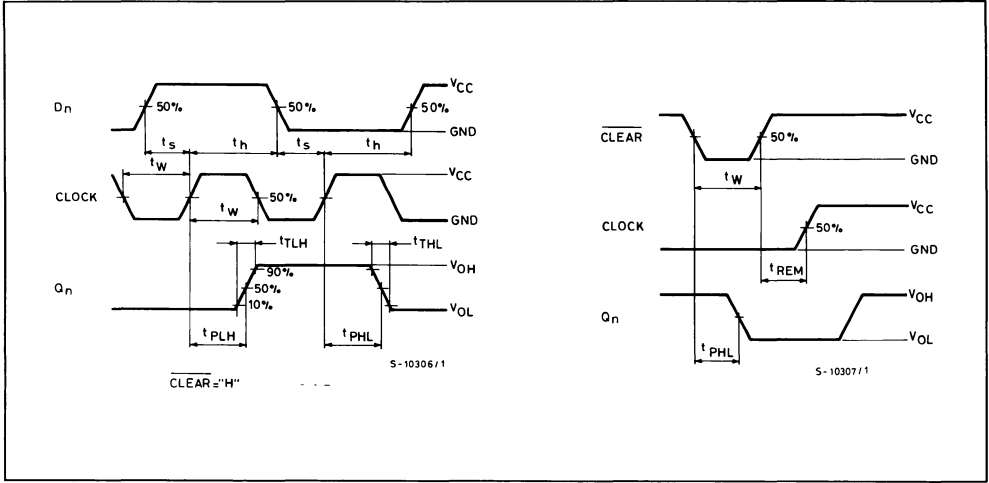 Dn
50%
50%
50%
VCC
GND
ts
th
ts
th
tW
CLOCK
tW
50%
VCC
GND
tTLH
tTHL
Qn
90%
50%
10%
VOH
VOL
tPLH
tPHL
S-10306/1
CLEAR="H"
CLEAR
50%
VCC
GND
tW
CLOCK
50%
VCC
GND
tREM
Qn
VOH
VOL
tPHL
S-10307/1